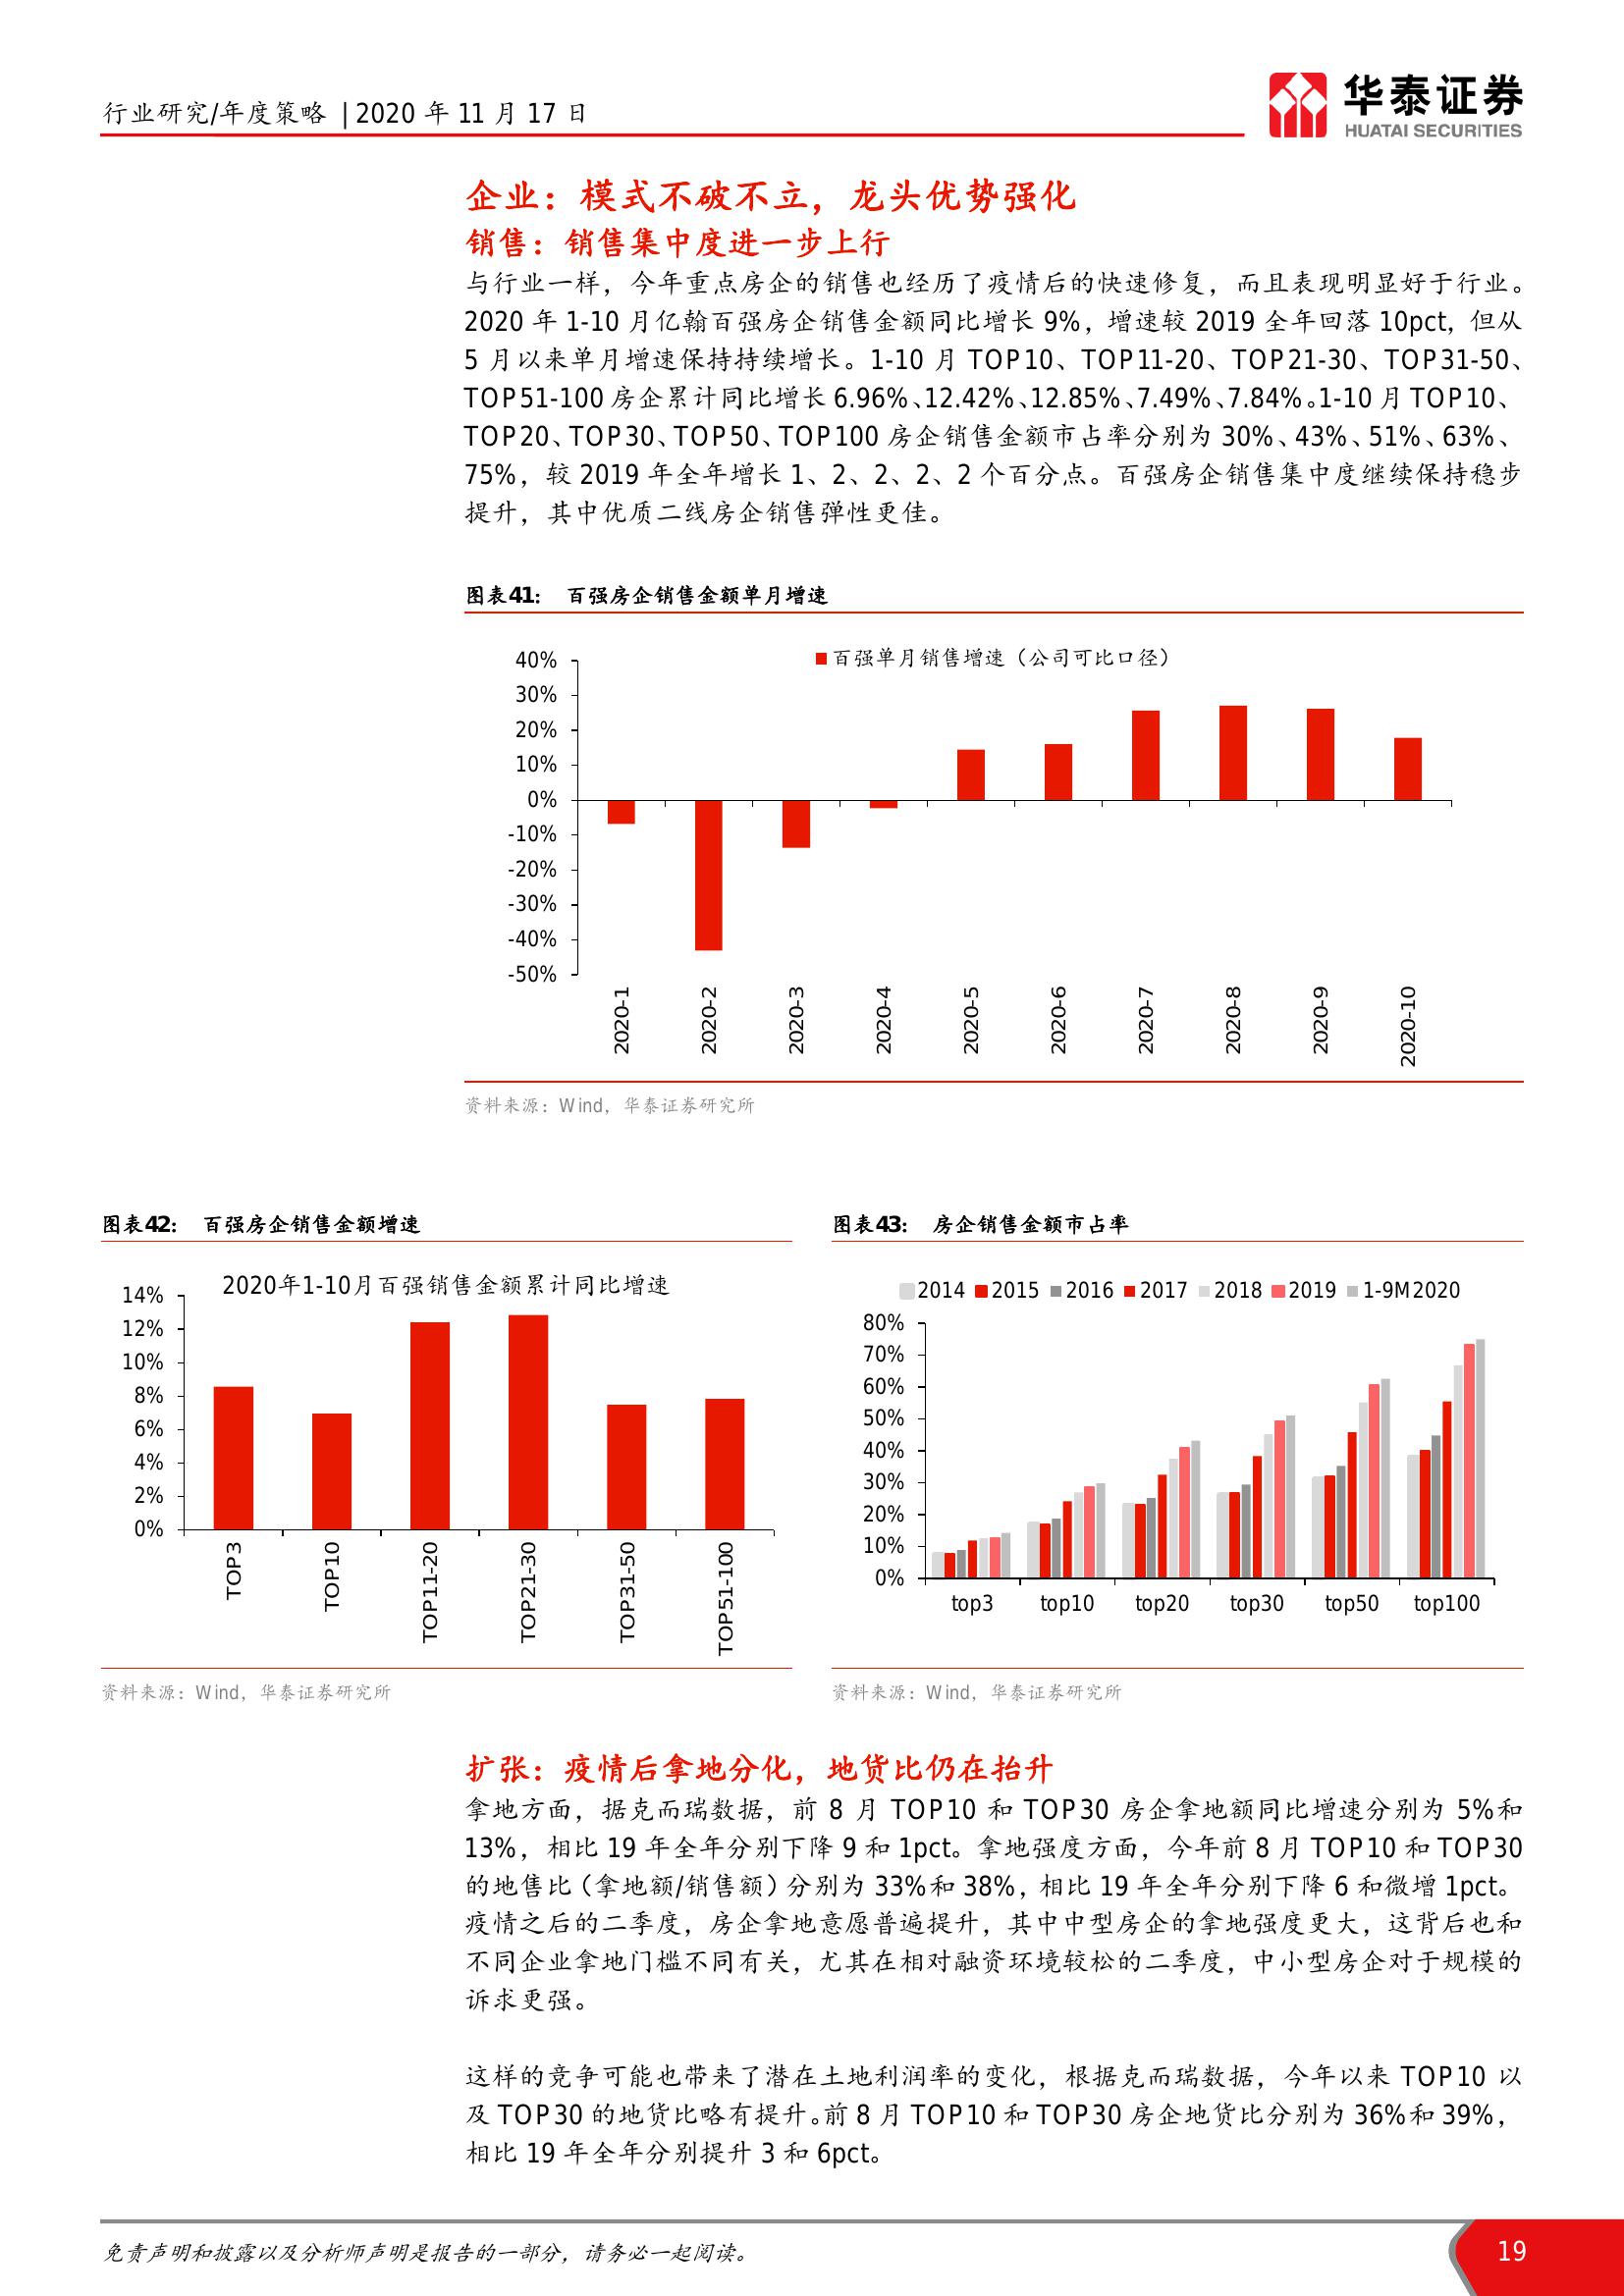 行业研究/年度策略 | 2020 年 11 月 17 日
华泰证券
HUATAI SECURITIES
企业：模式不破不立，龙头优势强化
销售：销售集中度进一步上行
与行业一样，今年重点房企的销售也经历了疫情后的快速修复，而且表现明显好于行业。
2020 年 1-10 月亿翰百强房企销售金额同比增长 9%，增速较 2019 全年回落 10pct，但从
5 月以来单月增速保持持续增长。1-10 月 TOP10、TOP11-20、TOP21-30、TOP31-50、
TOP51-100 房企累计同比增长 6.96%、12.42%、12.85%、7.49%、7.84%。1-10 月 TOP10、
TOP20、TOP30、TOP50、TOP100 房企销售金额市占率分别为 30%、43%、51%、63%、
75%，较 2019 年全年增长 1、2、2、2、2 个百分点。百强房企销售集中度继续保持稳步
提升，其中优质二线房企销售弹性更佳。
图表41： 百强房企销售金额单月增速
百强单月销售增速（公司可比口径）
40%
30%
20%
10%
0%
-10%
-20%
-30%
-40%
-50%
2020-1
2020-2
2020-3
2020-4
2020-5
2020-6
2020-7
2020-8
2020-9
2020-10
资料来源：Wind，华泰证券研究所
图表42： 百强房企销售金额增速
2020年1-10月百强销售金额累计同比增速
14%
12%
10%
8%
6%
4%
2%
0%
TOP3
TOP10
TOP11-20
TOP21-30
TOP31-50
TOP51-100
资料来源：Wind，华泰证券研究所
图表43： 房企销售金额市占率
2014 2015 2016 2017 2018 2019 1-9M2020
80%
70%
60%
50%
40%
30%
20%
10%
0%
top3 top10 top20 top30 top50 top100
资料来源：Wind，华泰证券研究所
扩张：疫情后拿地分化，地货比仍在抬升
拿地方面，据克而瑞数据，前 8 月 TOP10 和 TOP30 房企拿地额同比增速分别为 5%和
13%，相比 19 年全年分别下降 9 和 1pct。拿地强度方面，今年前 8 月 TOP10 和 TOP30
的地售比（拿地额/销售额）分别为 33%和 38%，相比 19 年全年分别下降 6 和微增 1pct。
疫情之后的二季度，房企拿地意愿普遍提升，其中中型房企的拿地强度更大，这背后也和
不同企业拿地门槛不同有关，尤其在相对融资环境较松的二季度，中小型房企对于规模的
诉求更强。
这样的竞争可能也带来了潜在土地利润率的变化，根据克而瑞数据，今年以来 TOP10 以
及 TOP30 的地货比略有提升。前 8 月 TOP10 和 TOP30 房企地货比分别为 36%和 39%，
相比 19 年全年分别提升 3 和 6pct。
免责声明和披露以及分析师声明是报告的一部分，请务必一起阅读。
19